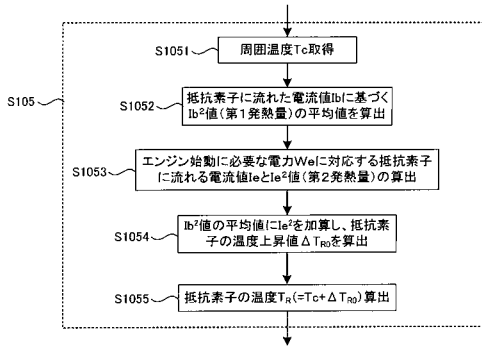 S1051
周囲温度Tc取得
S105
S1052
抵抗素子に流れた電流値Ibに基づく
Ib²値(第1発熱量)の平均値を算出
S1053
エンジン始動に必要な電力Weに対応する抵抗素子
に流れる電流値IeとIe²値(第2発熱量)の算出
S1054
Ib²値の平均値にIe²を加算し、抵抗素
子の温度上昇値ΔTR0を算出
S1055
抵抗素子の温度TR(=Tc+ΔTR0)算出